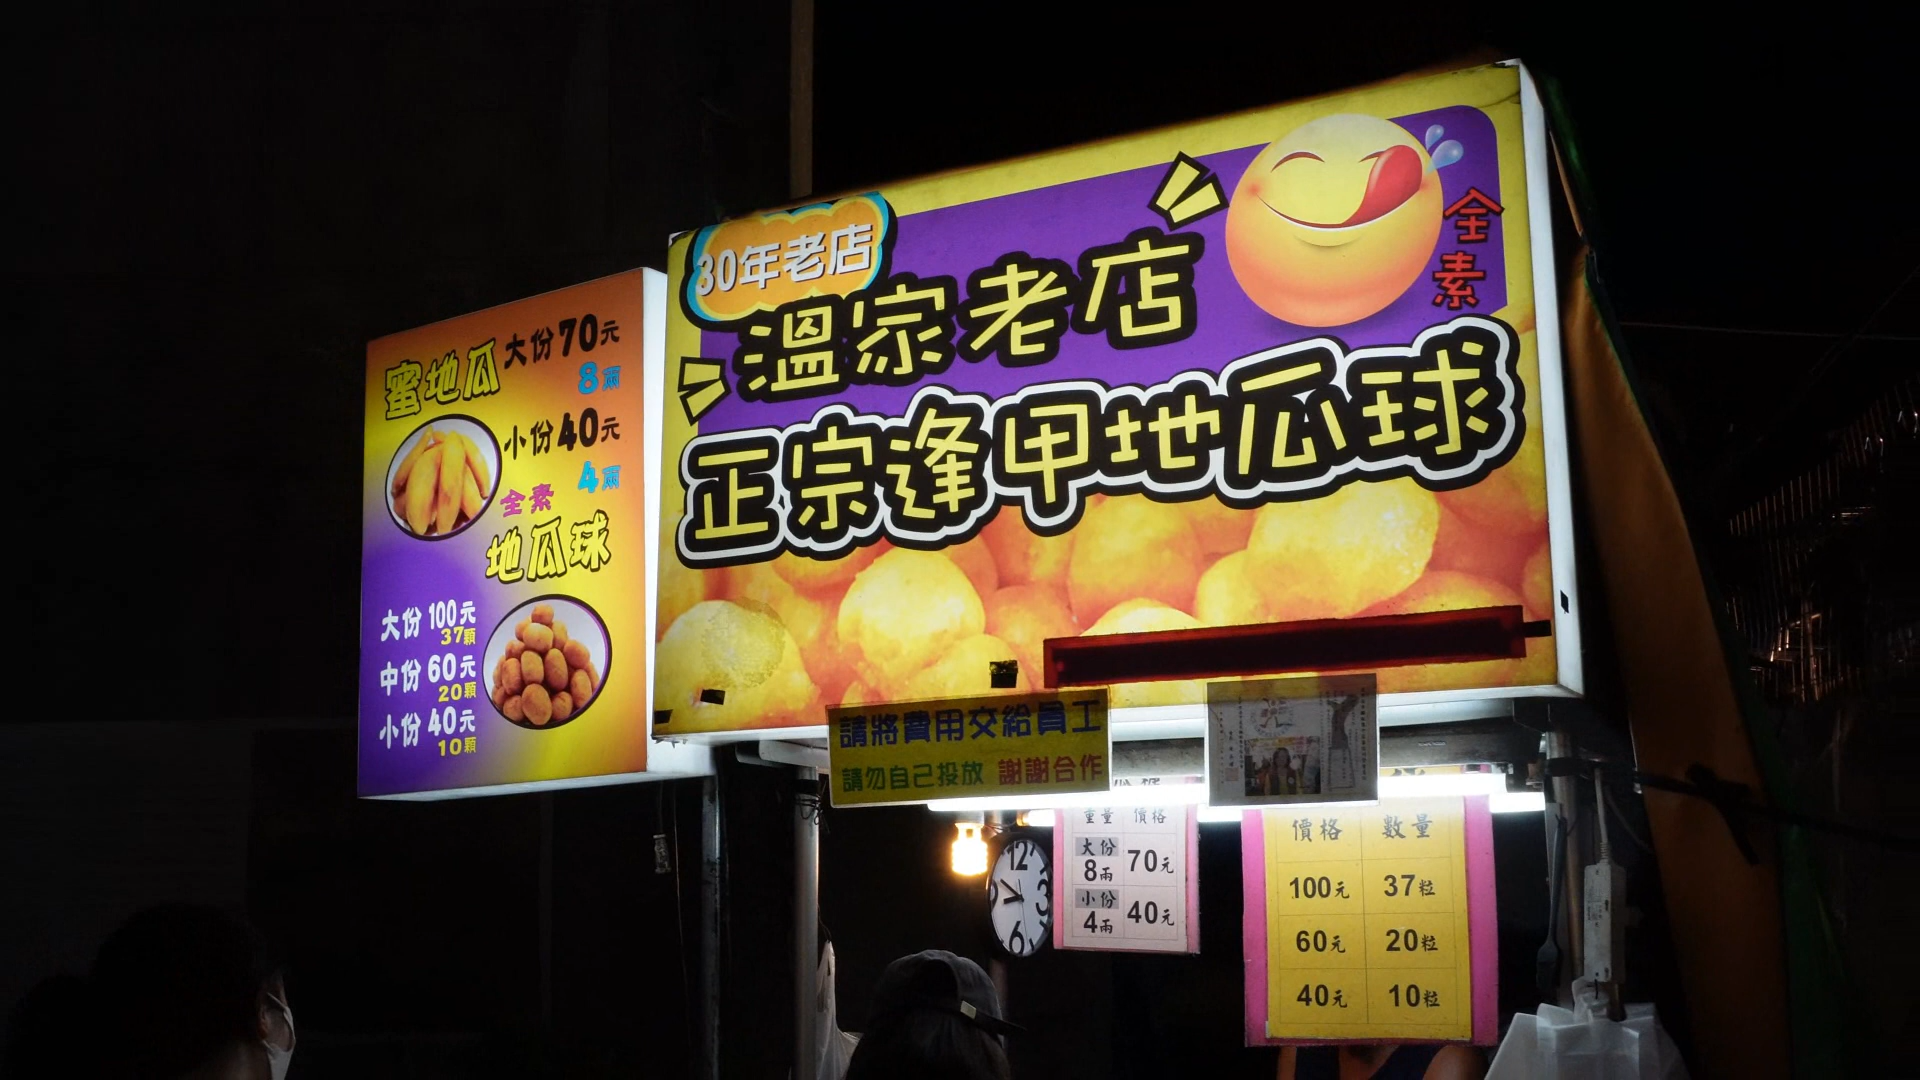 蜜地瓜
大份70元
8兩
小份40元
4兩
全素
地瓜球
大份 100元
37顆
中份 60元
20顆
小份 40元
10顆
30年老店
溫家老店
全素
正宗逢甲地瓜球
請將費用交給員工
請勿自己投放 謝謝合作
重量 價格
大份
8兩 70元
小份
4兩 40元
12
3
6
價格 數量
100元 37粒
60元 20粒
40元 10粒